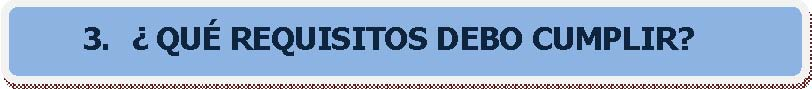 3. ¿ QUÉ REQUISITOS DEBO CUMPLIR?